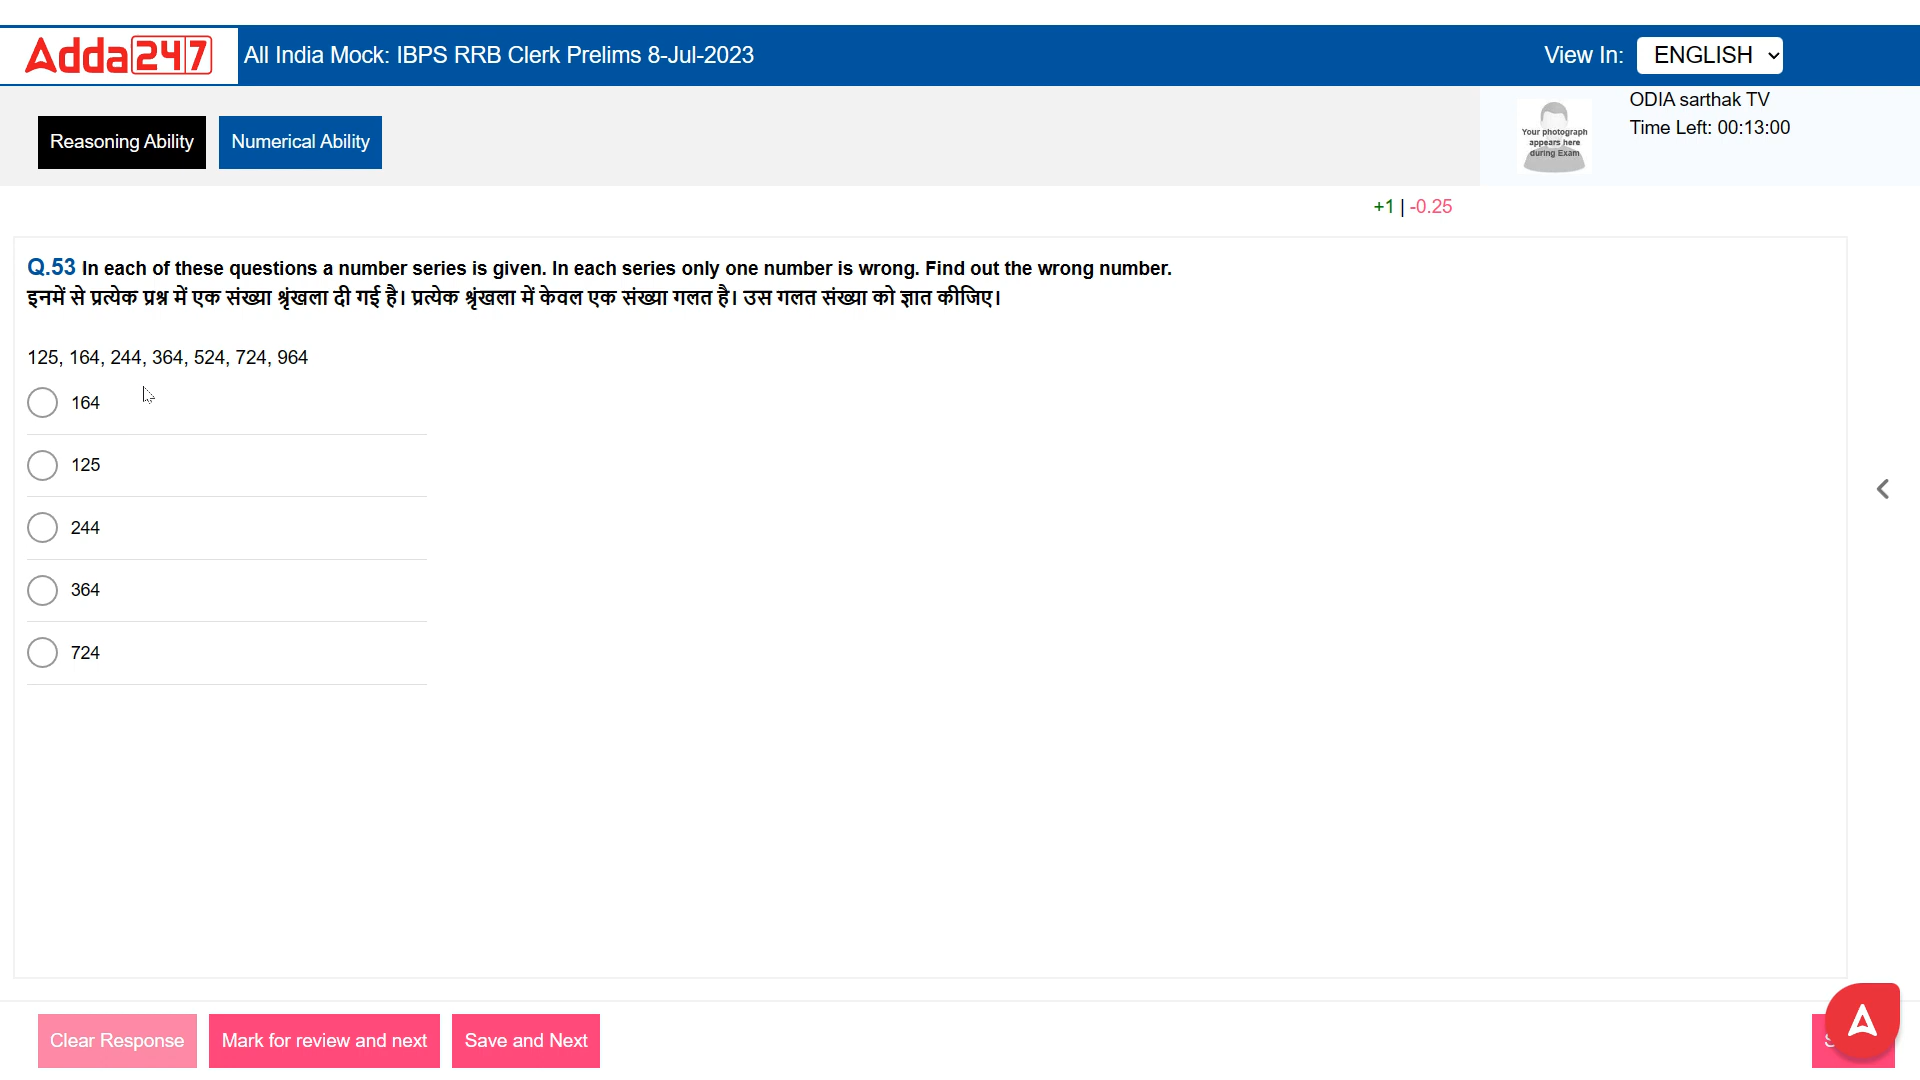 Adda247 All India Mock: IBPS RRB Clerk Prelims 8-Jul-2023 View In: ENGLISH
ODIA sarthak TV
Time Left: 00:13:00
Your photograph
appears here
during Exam
Reasoning Ability Numerical Ability
+1 | -0.25
Q.53 In each of these questions a number series is given. In each series only one number is wrong. Find out the wrong number.
इनमें से प्रत्येक प्रश्न में एक संख्या श्रृंखला दी गई है। प्रत्येक श्रृंखला में केवल एक संख्या गलत है। उस गलत संख्या को ज्ञात कीजिए।
125, 164, 244, 364, 524, 724, 964
164
125
244
364
724
Clear Response Mark for review and next Save and Next